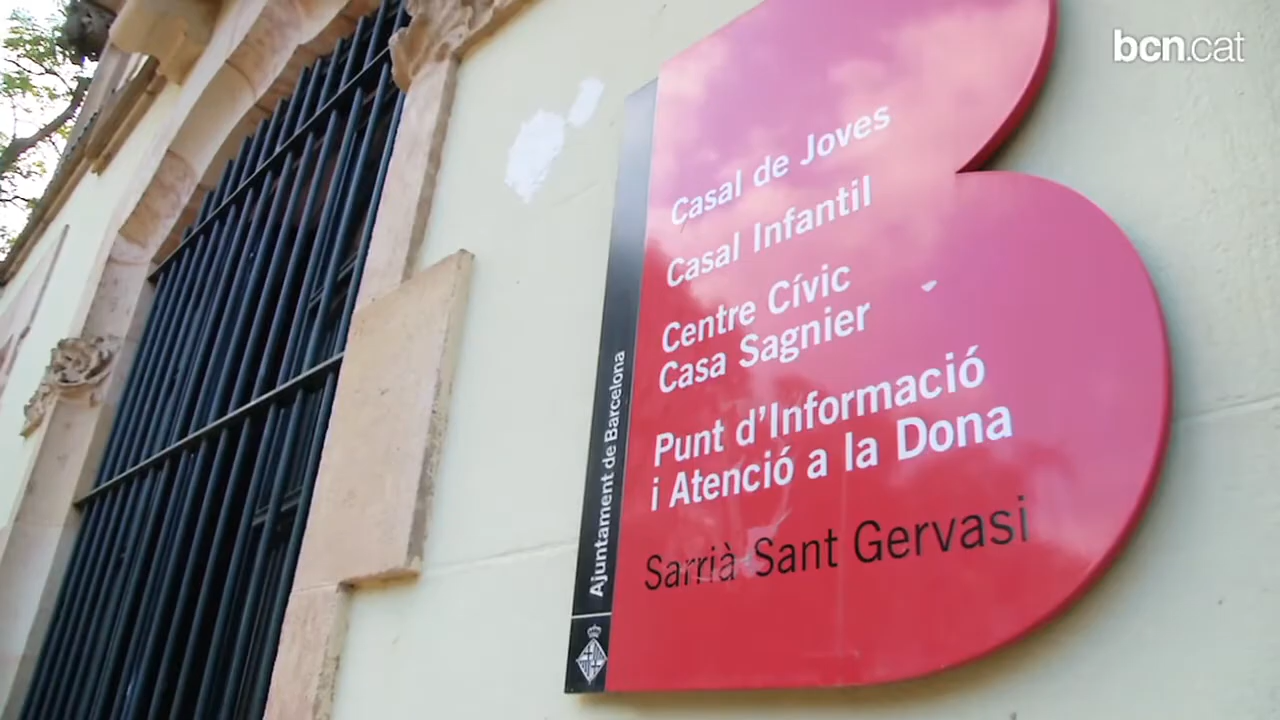 bcn.cat
Casal de Joves
Casal Infantil
Centre Cívic
Casa Sagnier
Punt d'Informació
i Atenció a la Dona
Sarrià Sant Gervasi
Ajuntament de Barcelona